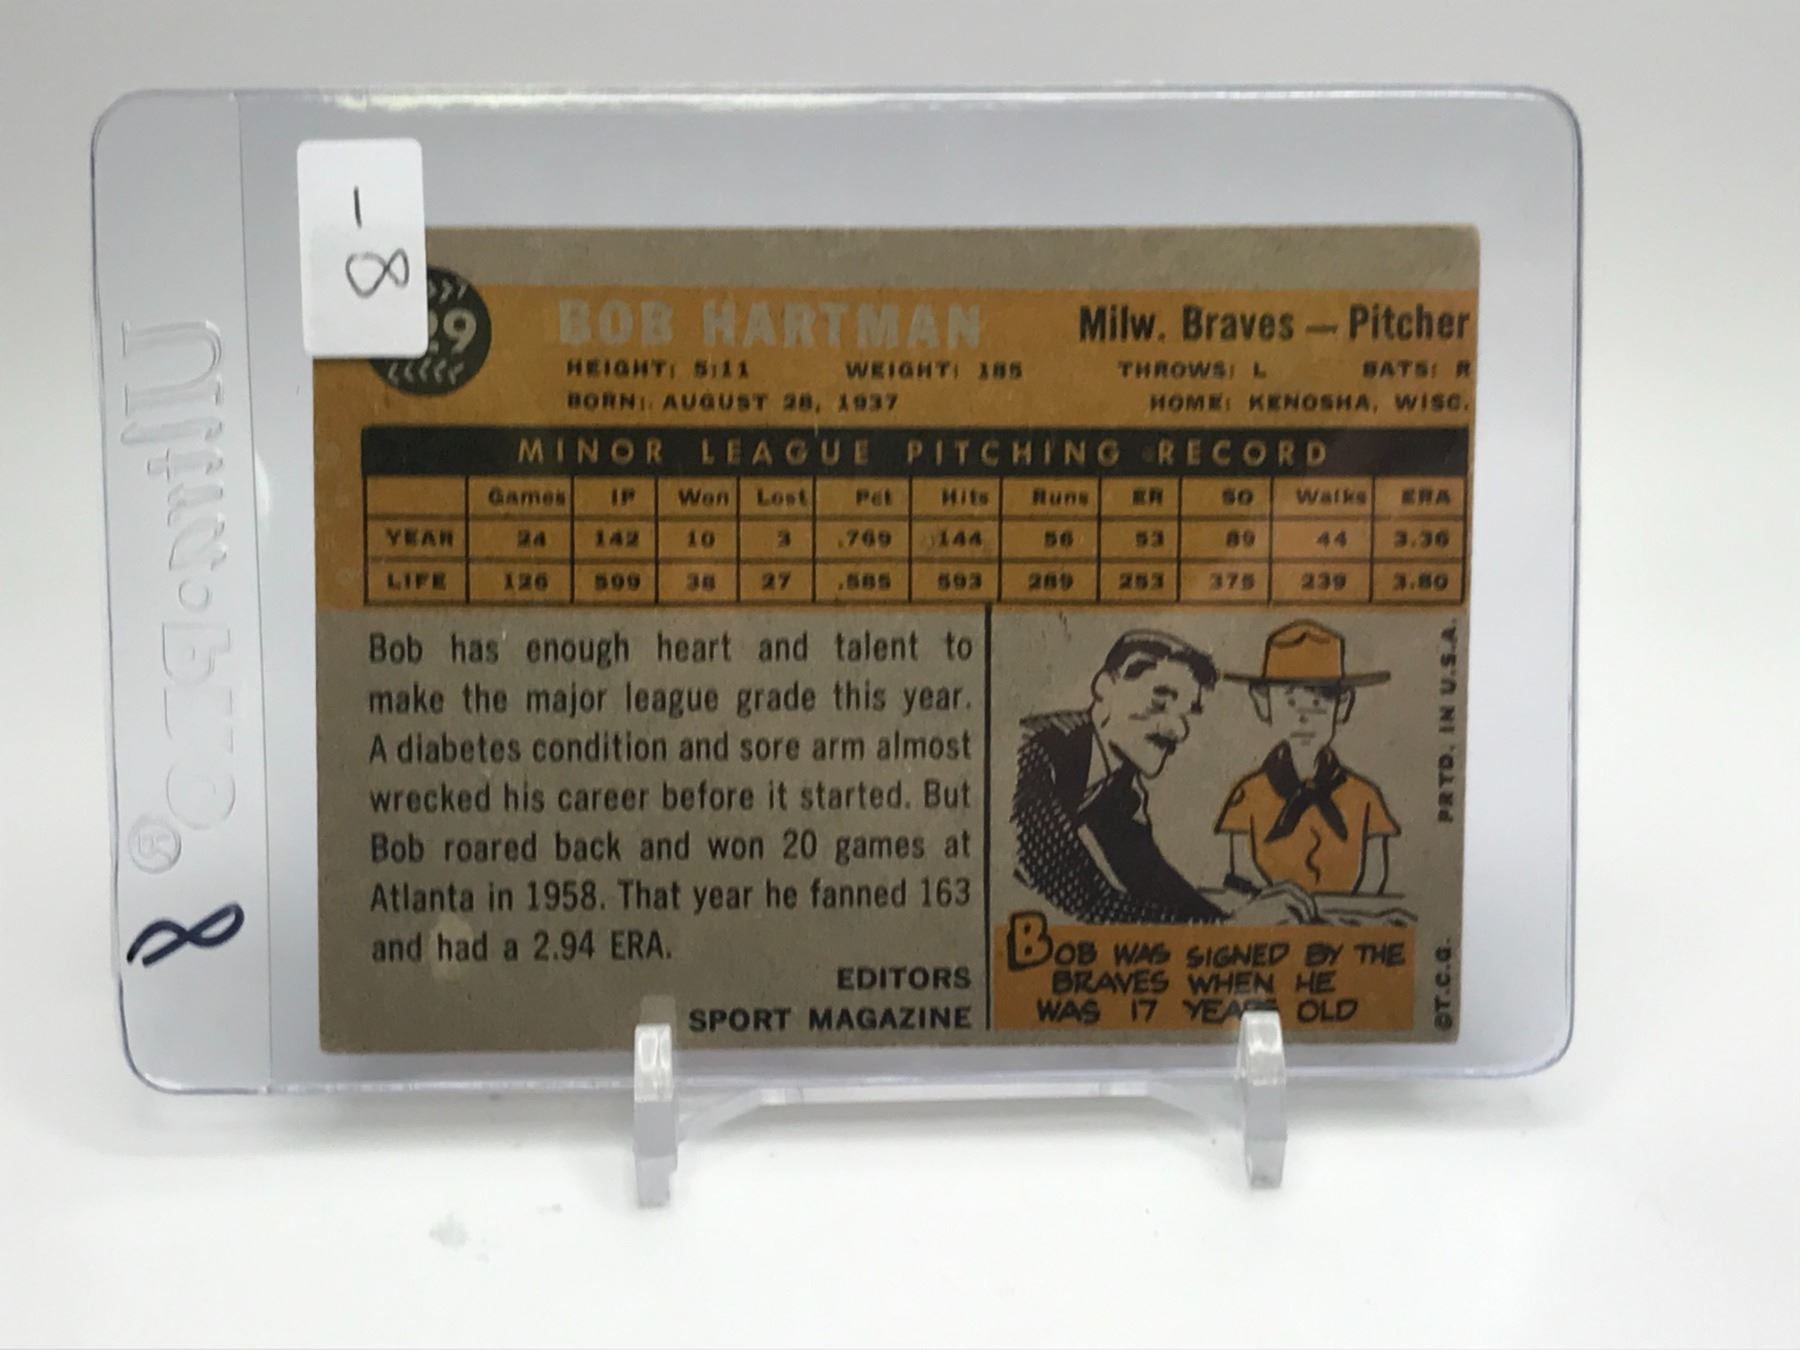 - 8
Ultra PRO®
8
9
BOB HARTMAN
Milw. Braves — Pitcher
HEIGHT: 5:11 WEIGHT: 185 THROWS: L BATS: R
BORN: AUGUST 28, 1937 HOME: KENOSHA, WISC.
MINOR LEAGUE PITCHING RECORD
Games IP Won Lost Pct Hits Runs ER SO Walks ERA
YEAR 24 142 10 3 .769 144 56 53 89 44 3.36
LIFE 126 599 38 27 .585 593 289 253 375 239 3.80
Bob has enough heart and talent to
make the major league grade this year.
A diabetes condition and sore arm almost
wrecked his career before it started. But
Bob roared back and won 20 games at
Atlanta in 1958. That year he fanned 163
and had a 2.94 ERA.
EDITORS
SPORT MAGAZINE
BOB WAS SIGNED BY THE
BRAVES WHEN HE
WAS 17 YEARS OLD
©T.C.G. PRTD. IN U.S.A.